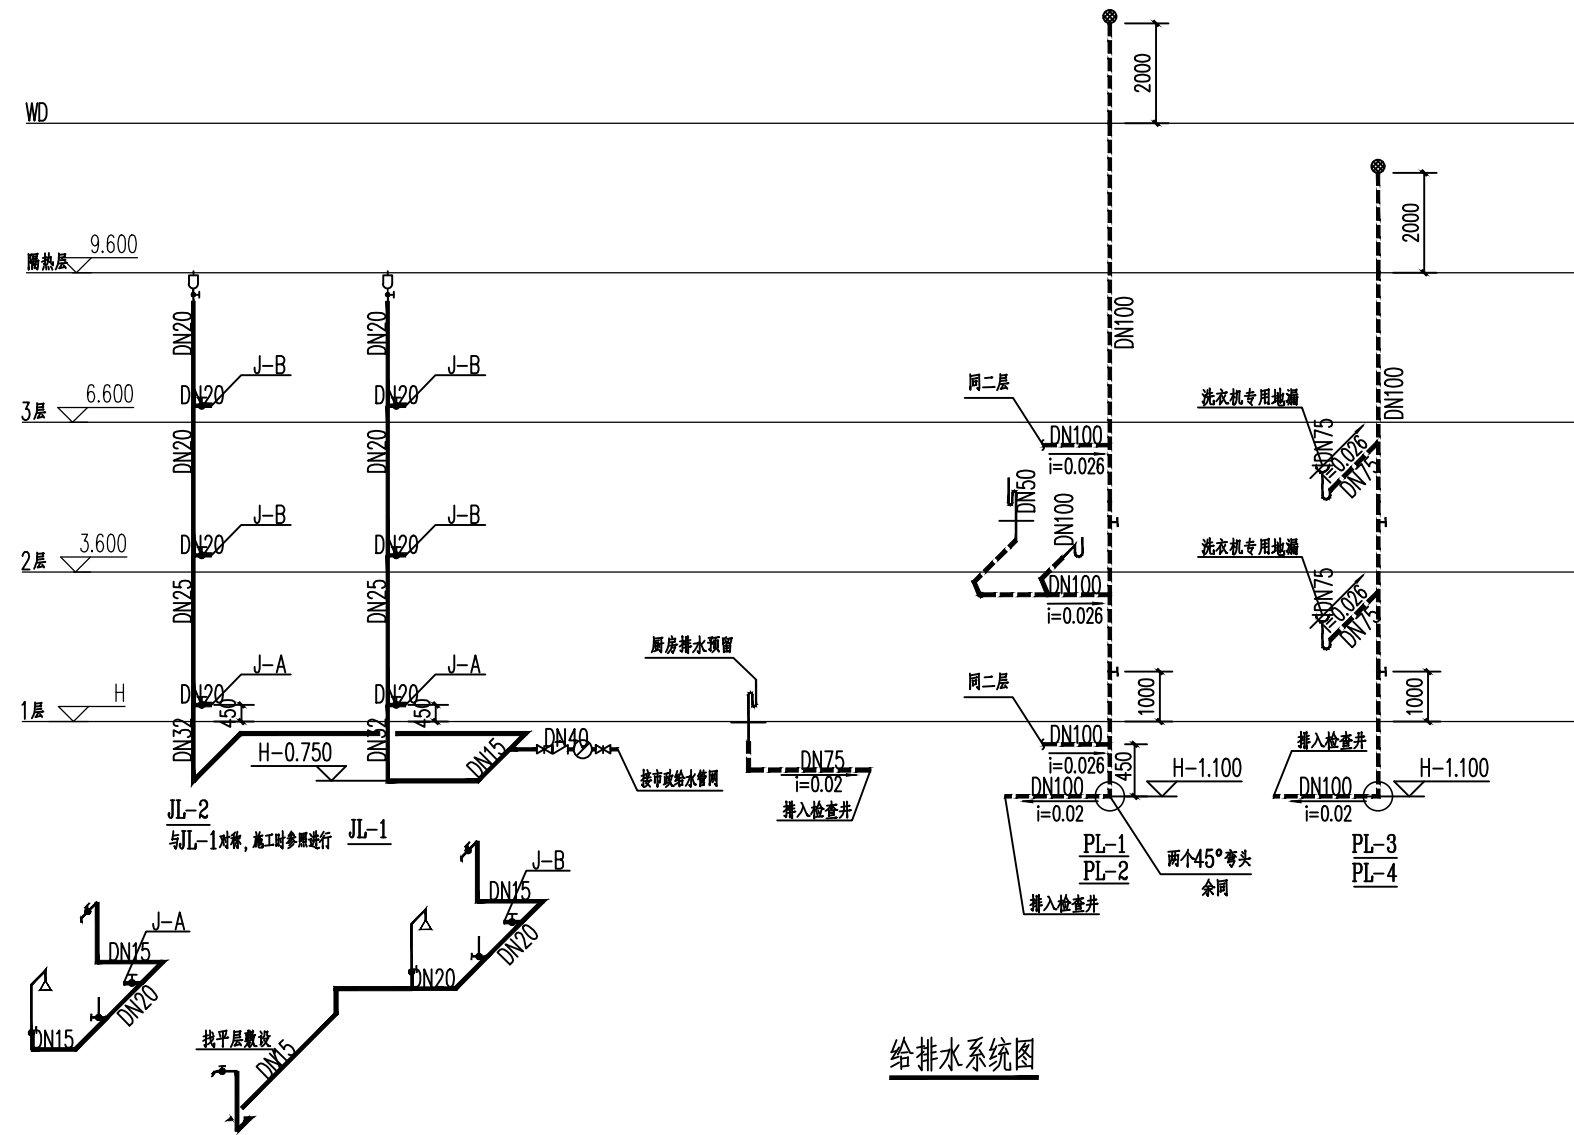 2000
WD
2000
9.600
隔热层
DN20
DN20
DN100
J-B
J-B
6.600
DN20
DN20
同二层
洗衣机专用地漏
DN100
3层
DN20
DN20
DN100
i=0.026
DN75
i=0.026
DN75
DN50
DN100
J-B
J-B
3.600
DN20
DN20
洗衣机专用地漏
2层
DN25
DN25
DN100
i=0.026
DN75
i=0.026
DN75
厨房排水预留
J-A
J-A
同二层
H
DN20
DN20
450
450
1000
1000
1层
DN32
DN32
DN40
DN15
H-0.750
DN100
i=0.026
450
排入检查井
接市政给水管网
DN75
i=0.02
排入检查井
DN100
i=0.02
H-1.100
DN100
i=0.02
H-1.100
JL-2
与JL-1对称，施工时参照进行
JL-1
PL-1
PL-2
两个45°弯头
余同
PL-3
PL-4
排入检查井
J-B
DN15
DN20
DN20
J-A
DN15
DN20
DN15
找平层敷设
DN15
给排水系统图